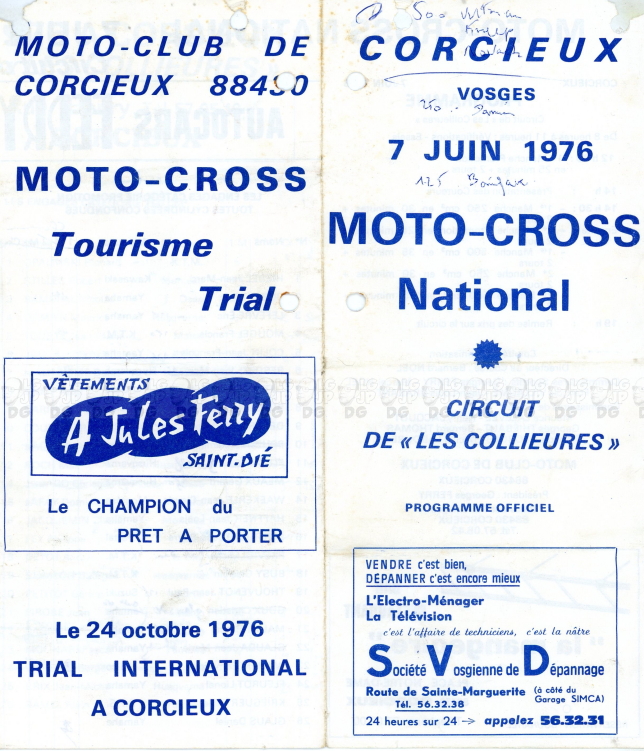 MOTO-CLUB DE
CORCIEUX 88430
MOTO-CROSS
Tourisme
Trial
VÊTEMENTS
A Jules Ferry
SAINT-DIÉ
Le CHAMPION du
PRET A PORTER
Le 24 octobre 1976
TRIAL INTERNATIONAL
A CORCIEUX
500
CORCIEUX
VOSGES
250
7 JUIN 1976
125
MOTO-CROSS
National
CIRCUIT
DE « LES COLLIEURES »
PROGRAMME OFFICIEL
VENDRE c'est bien,
DEPANNER c'est encore mieux
L'Electro-Ménager
La Télévision
c'est l'affaire de techniciens, c'est la nôtre
Société Vosgienne de Dépannage
Route de Sainte-Marguerite (à côté du Garage SIMCA)
Tél. 56.32.38
24 heures sur 24 → appelez 56.32.31